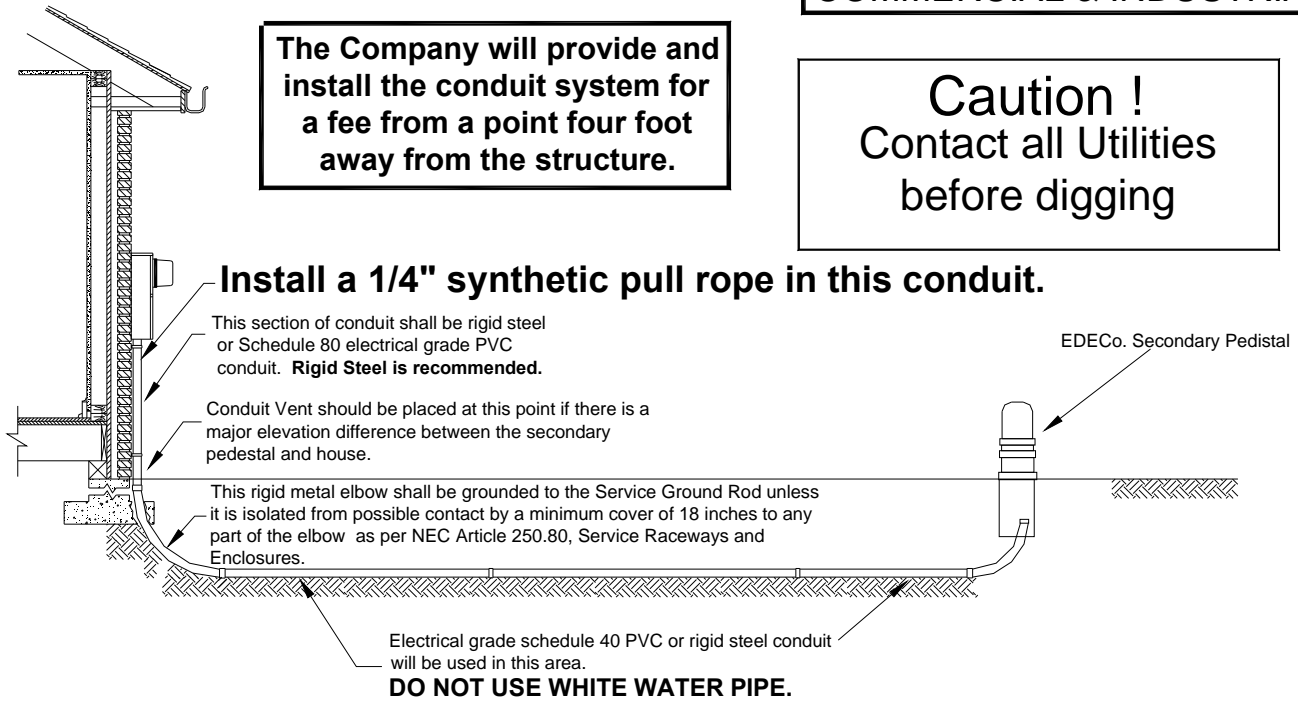 The Company will provide and
install the conduit system for
a fee from a point four foot
away from the structure.
Caution !
Contact all Utilities
before digging
Install a 1/4" synthetic pull rope in this conduit.
This section of conduit shall be rigid steel
or Schedule 80 electrical grade PVC
conduit. Rigid Steel is recommended.
EDECo. Secondary Pedistal
Conduit Vent should be placed at this point if there is a
major elevation difference between the secondary
pedestal and house.
This rigid metal elbow shall be grounded to the Service Ground Rod unless
it is isolated from possible contact by a minimum cover of 18 inches to any
part of the elbow as per NEC Article 250.80, Service Raceways and
Enclosures.
Electrical grade schedule 40 PVC or rigid steel conduit
will be used in this area.
DO NOT USE WHITE WATER PIPE.